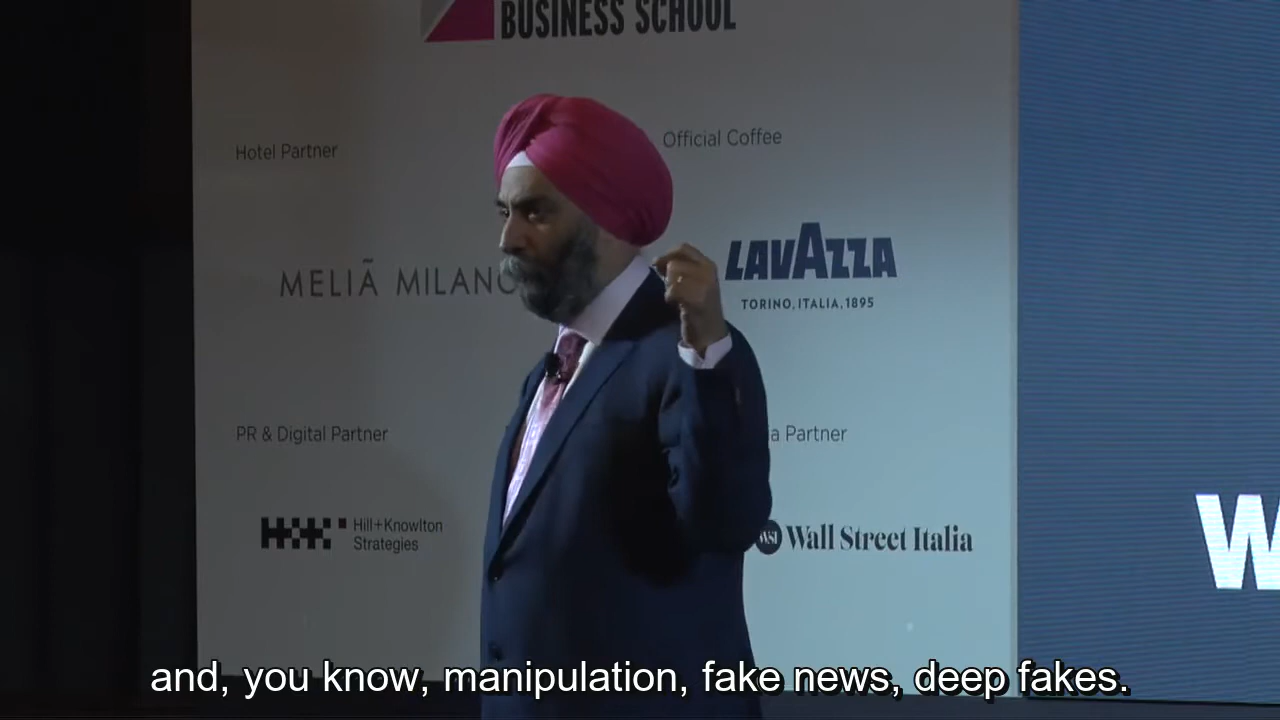 BUSINESS SCHOOL
Hotel Partner
Official Coffee
MELIÃ MILANO
LAVAZZA
TORINO, ITALIA, 1895
PR & Digital Partner
Partner
Hill+Knowlton
Strategies
WSI Wall Street Italia
W
and, you know, manipulation, fake news, deep fakes.